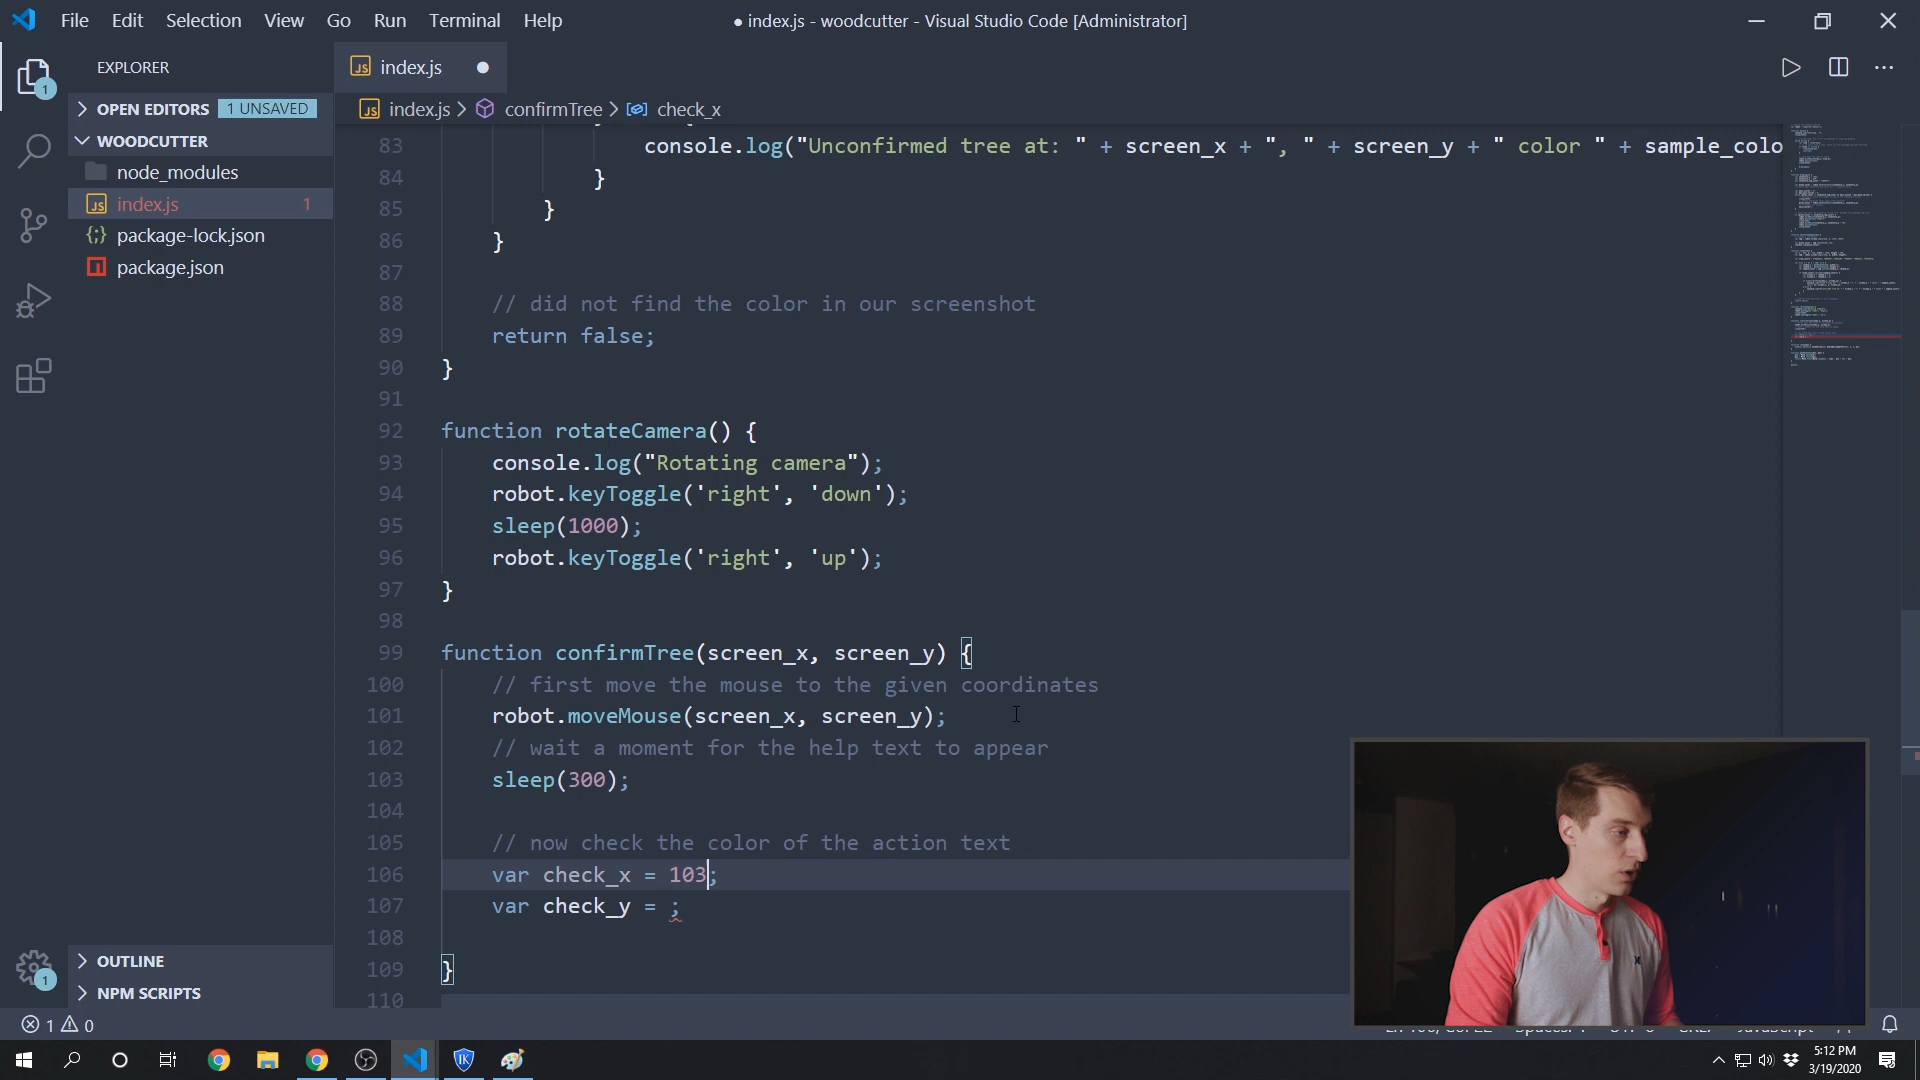 File Edit Selection View Go Run Terminal Help
● index.js - woodcutter - Visual Studio Code [Administrator]
EXPLORER
JS index.js ●
1
OPEN EDITORS 1 UNSAVED
WOODCUTTER
node_modules
JS index.js 1
package-lock.json
package.json
OUTLINE
NPM SCRIPTS
1
JS index.js > confirmTree > check_x
83 console.log("Unconfirmed tree at: " + screen_x + ", " + screen_y + " color " + sample_colo
84 }
85 }
86 }
87
88 // did not find the color in our screenshot
89 return false;
90 }
91
92 function rotateCamera() {
93 console.log("Rotating camera");
94 robot.keyToggle('right', 'down');
95 sleep(1000);
96 robot.keyToggle('right', 'up');
97 }
98
99 function confirmTree(screen_x, screen_y) {
100 // first move the mouse to the given coordinates
101 robot.moveMouse(screen_x, screen_y);
102 // wait a moment for the help text to appear
103 sleep(300);
104
105 // now check the color of the action text
106 var check_x = 103;
107 var check_y = ;
108
109 }
110
1 0
IK
5:12 PM
3/19/2020